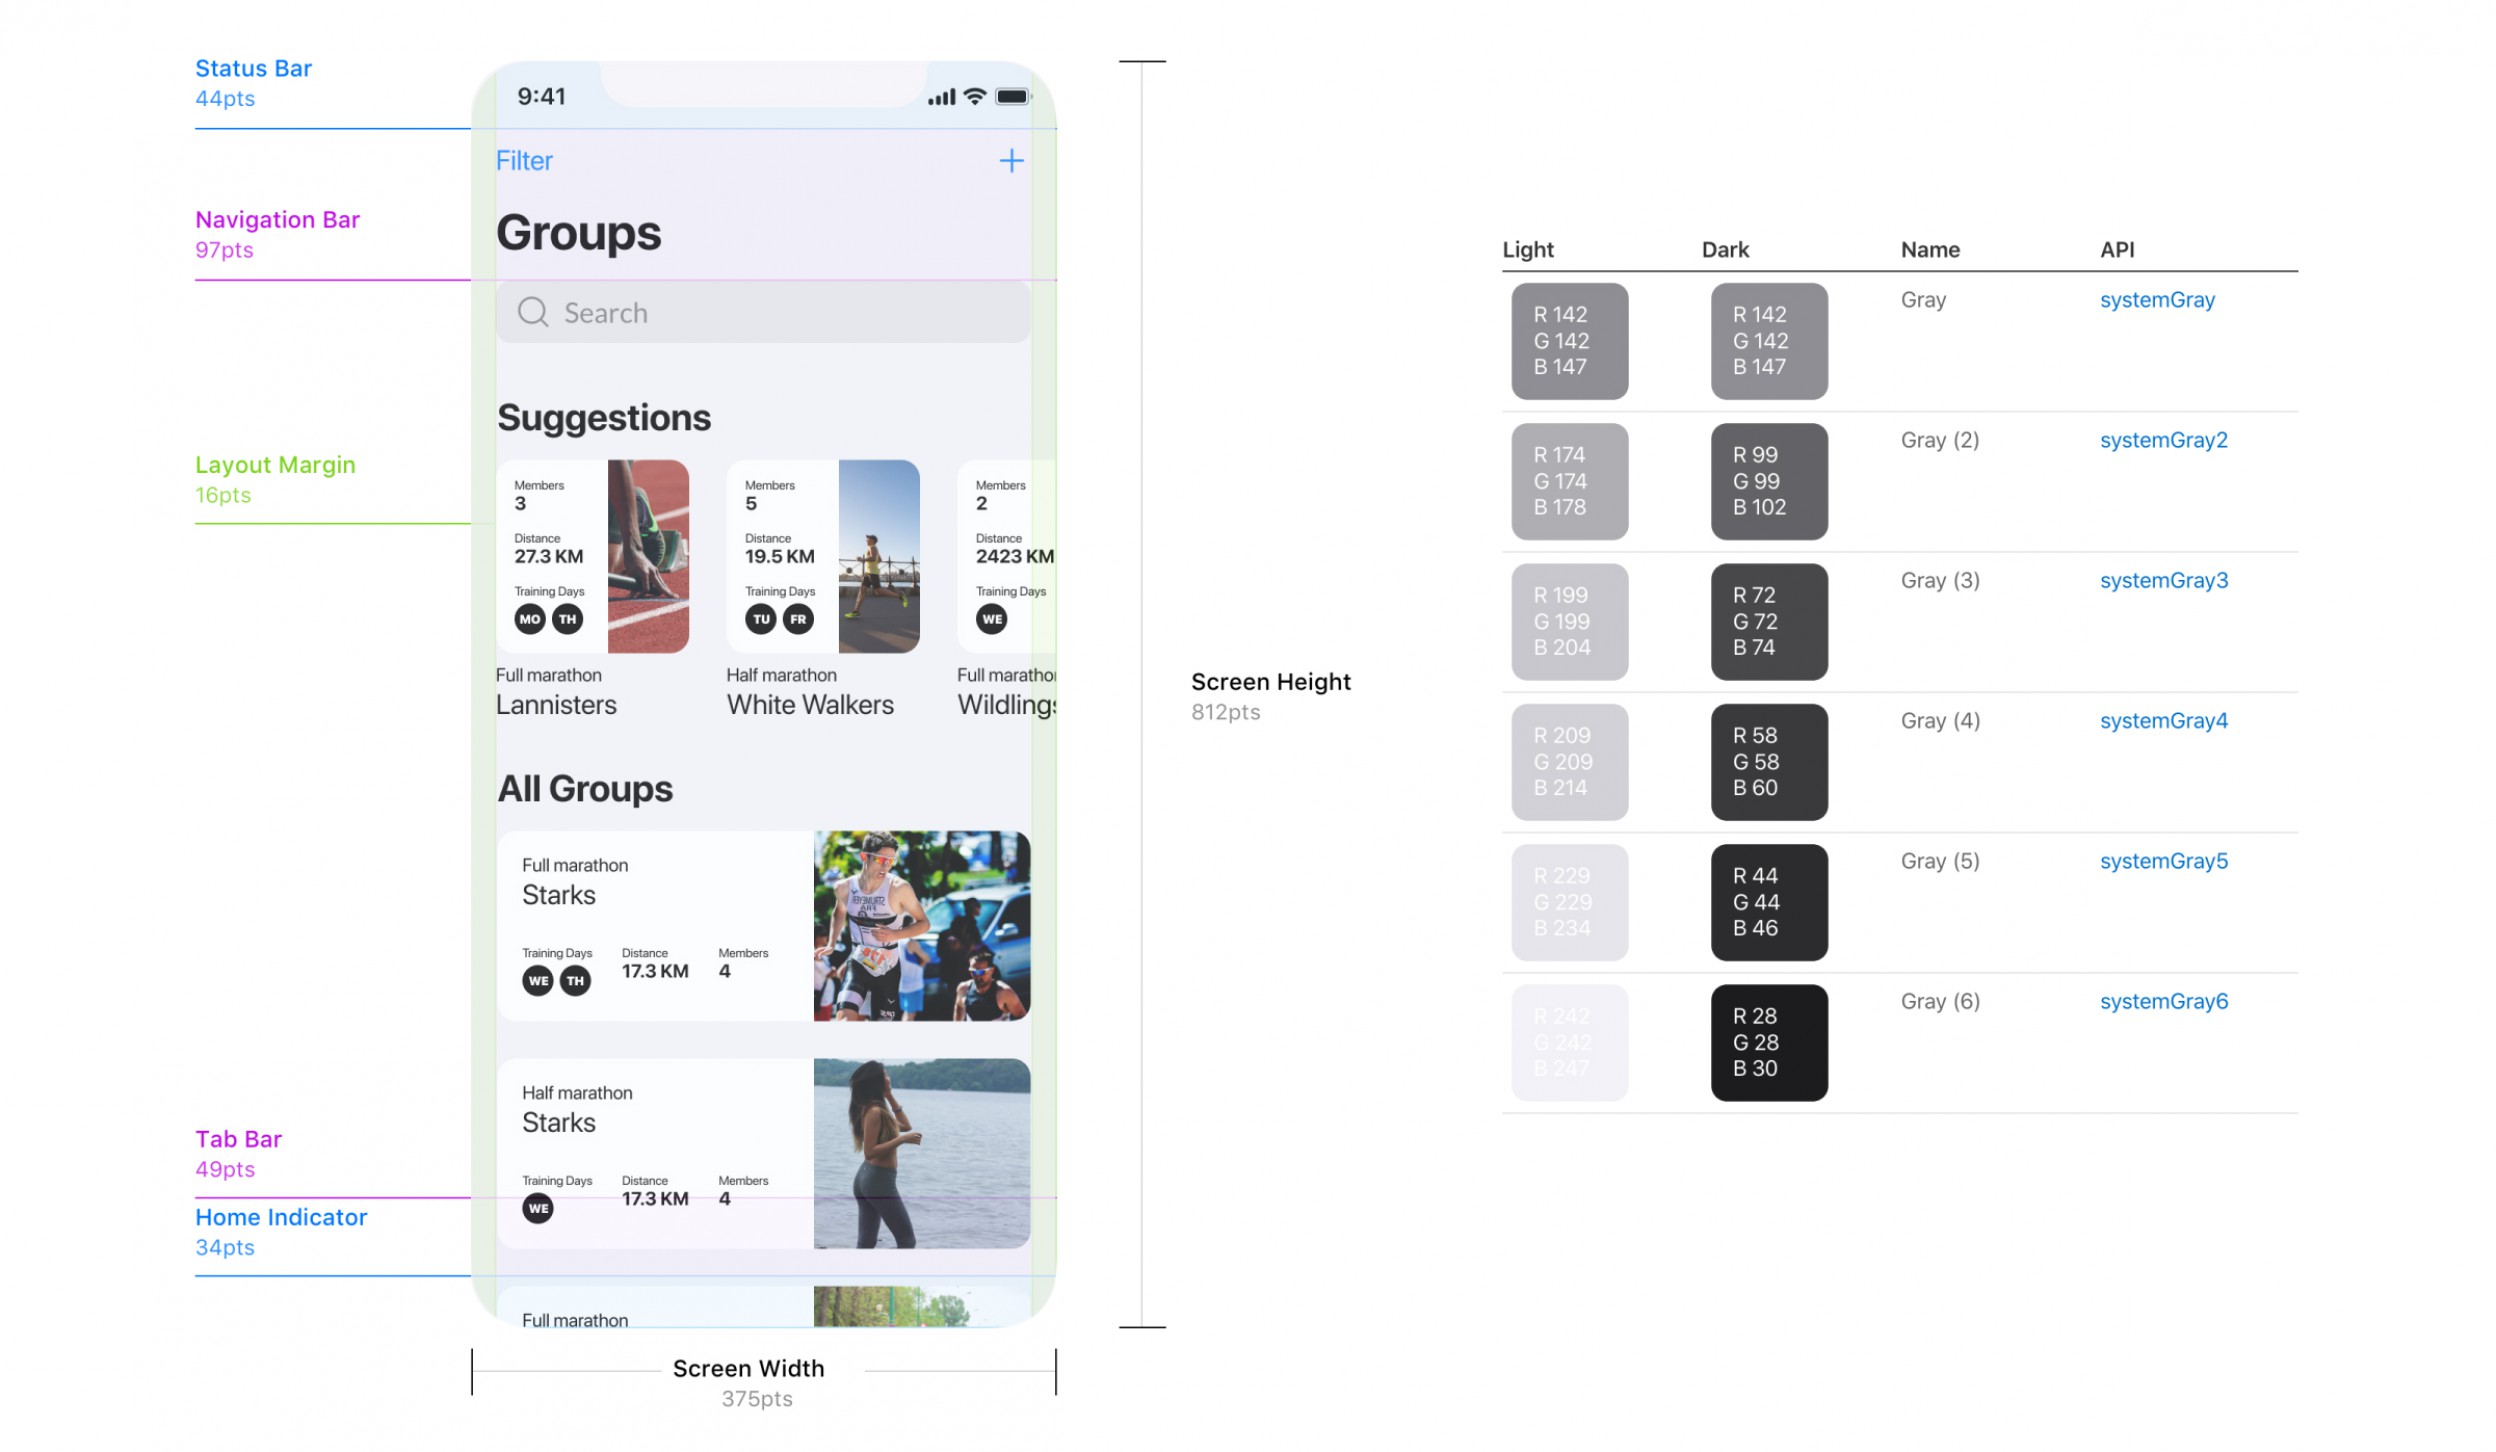 Status Bar
44pts
Navigation Bar
97pts
Layout Margin
16pts
Tab Bar
49pts
Home Indicator
34pts
9:41
Filter
Groups
Search
Suggestions
Members
3
Distance
27.3 KM
Training Days
MO TH
Full marathon
Lannisters
Members
5
Distance
19.5 KM
Training Days
TU FR
Half marathon
White Walkers
Members
2
Distance
2423 KM
Training Days
WE
Full maratho
Wildlings
All Groups
Full marathon
Starks
Training Days Distance Members
WE TH 17.3 KM 4
Half marathon
Starks
Training Days Distance Members
WE 17.3 KM 4
Full marathon
Screen Width
375pts
Screen Height
812pts
Light Dark Name API
R 142
G 142
B 147
R 142
G 142
B 147
Gray
systemGray
R 174
G 174
B 178
R 99
G 99
B 102
Gray (2)
systemGray2
R 199
G 199
B 204
R 72
G 72
B 74
Gray (3)
systemGray3
R 209
G 209
B 214
R 58
G 58
B 60
Gray (4)
systemGray4
R 229
G 229
B 234
R 44
G 44
B 46
Gray (5)
systemGray5
R 242
G 242
B 247
R 28
G 28
B 30
Gray (6)
systemGray6